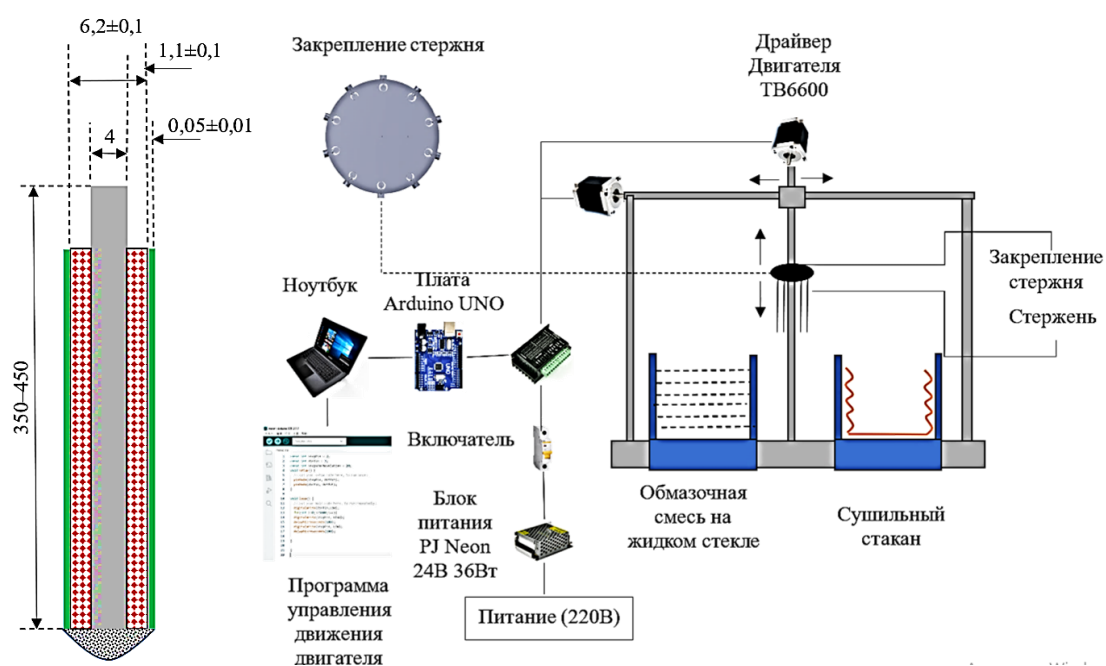 6,2±0,1
1,1±0,1
4
0,05±0,01
350–450
Закрепление стержня
Драйвер
Двигателя
TB6600
Ноутбук
Плата
Arduino UNO
Закрепление
стержня
Стержень
Включатель
Блок
питания
PJ Neon
24В 36Вт
Питание (220В)
Обмазочная
смесь на
жидком стекле
Сушильный
стакан
Программа
управления
движения
двигателя